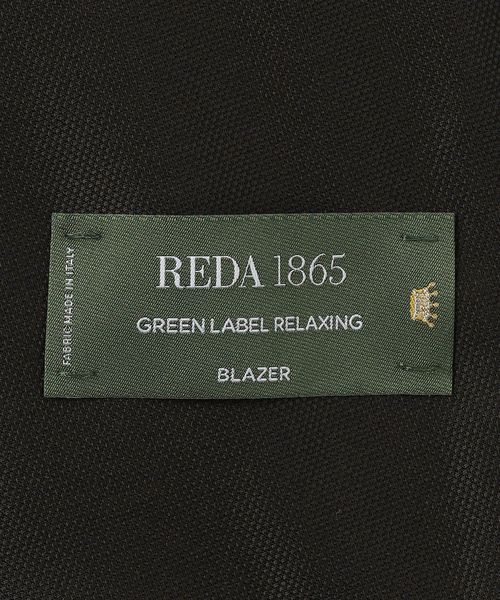 REDA 1865
GREEN LABEL RELAXING
BLAZER
FABRIC MADE IN ITALY